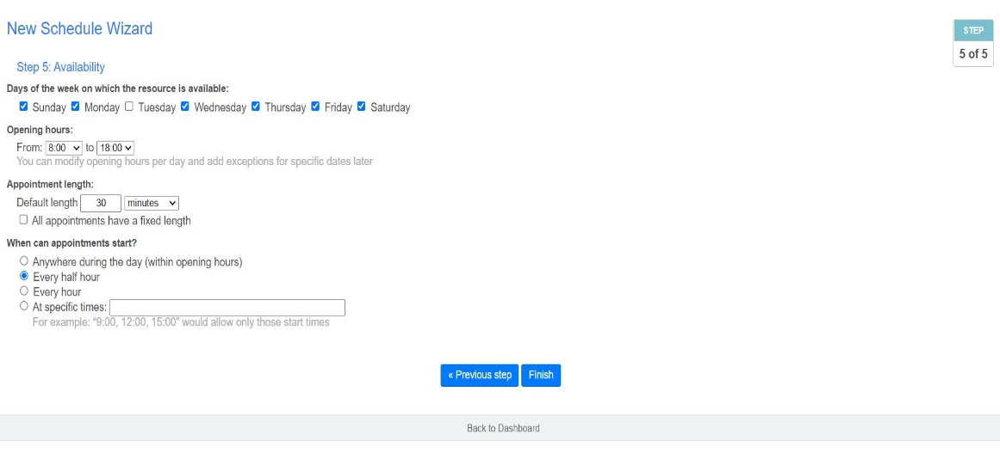 New Schedule Wizard
STEP
5 of 5
Step 5: Availability
Days of the week on which the resource is available:
Sunday Monday Tuesday Wednesday Thursday Friday Saturday
Opening hours:
From: 8:00 to 18:00
You can modify opening hours per day and add exceptions for specific dates later
Appointment length:
Default length 30 minutes
All appointments have a fixed length
When can appointments start?
Anywhere during the day (within opening hours)
Every half hour
Every hour
At specific times:
For example: “9:00, 12:00, 15:00” would allow only those start times
« Previous step Finish
Back to Dashboard